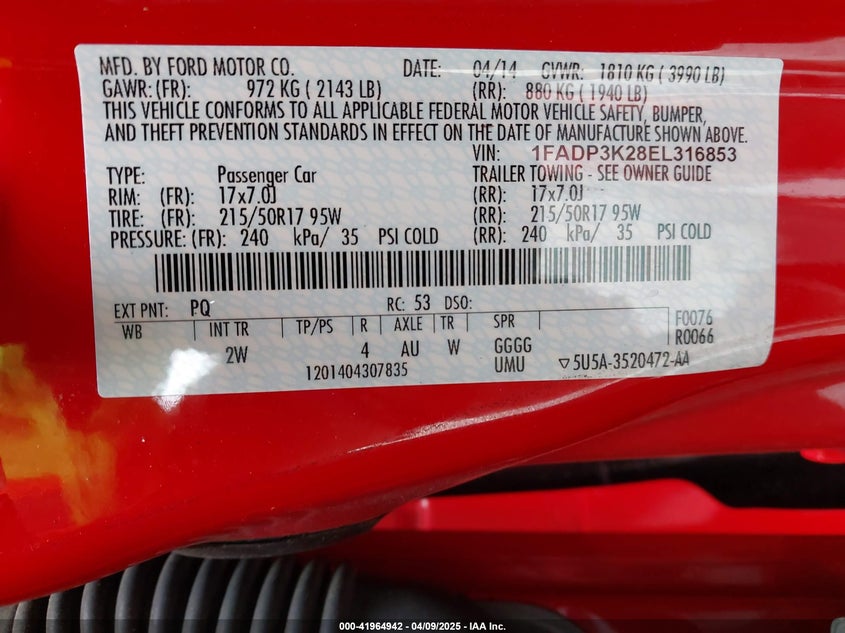 MFD. BY FORD MOTOR CO. DATE: 04/14 GVWR: 1810 KG ( 3990 LB)
GAWR: (FR): 972 KG ( 2143 LB) (RR): 880 KG ( 1940 LB)
THIS VEHICLE CONFORMS TO ALL APPLICABLE FEDERAL MOTOR VEHICLE SAFETY, BUMPER,
AND THEFT PREVENTION STANDARDS IN EFFECT ON THE DATE OF MANUFACTURE SHOWN ABOVE.
VIN: 1FADP3K28EL316853
TYPE: Passenger Car TRAILER TOWING - SEE OWNER GUIDE
RIM: (FR): 17x7.0J (RR): 17x7.0J
TIRE: (FR): 215/50R17 95W (RR): 215/50R17 95W
PRESSURE: (FR): 240 kPa/ 35 PSI COLD (RR): 240 kPa/ 35 PSI COLD
EXT PNT: PQ RC: 53 DSO:
WB INT TR TP/PS R AXLE TR SPR F0076
R0066
2W 4 AU W GGGG
1201404307835 UMU ▽5U5A-3520472-AA
000-41964942 - 04/09/2025 - IAA Inc.